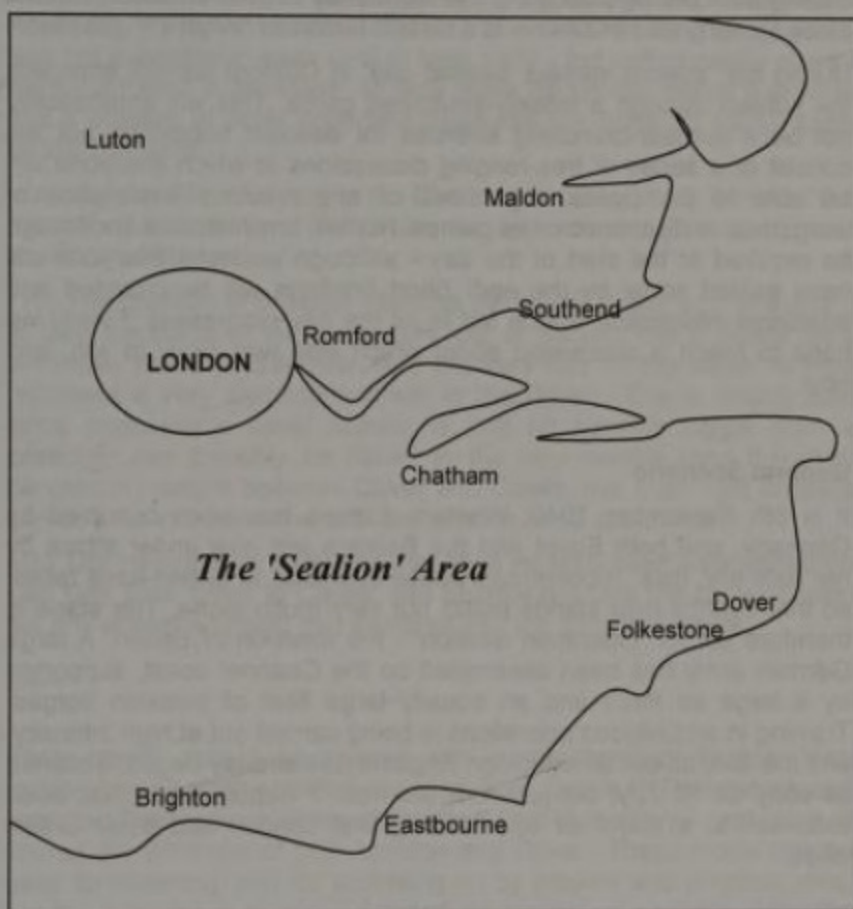 Luton
Maldon
Southend
Romford
LONDON
Chatham
The 'Sealion' Area
Dover
Folkestone
Brighton
Eastbourne